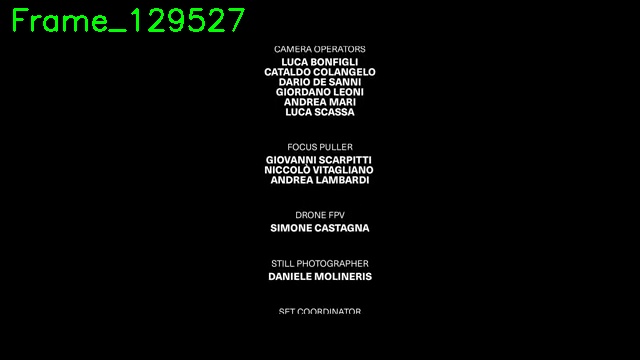 Frame_129527
CAMERA OPERATORS
LUCA BONFIGLI
CATALDO COLANGELO
DARIO DE SANNI
GIORDANO LEONI
ANDREA MARI
LUCA SCASSA
FOCUS PULLER
GIOVANNI SCARPITTI
NICCOLÒ VITAGLIANO
ANDREA LAMBARDI
DRONE FPV
SIMONE CASTAGNA
STILL PHOTOGRAPHER
DANIELE MOLINERIS
SET COORDINATOR